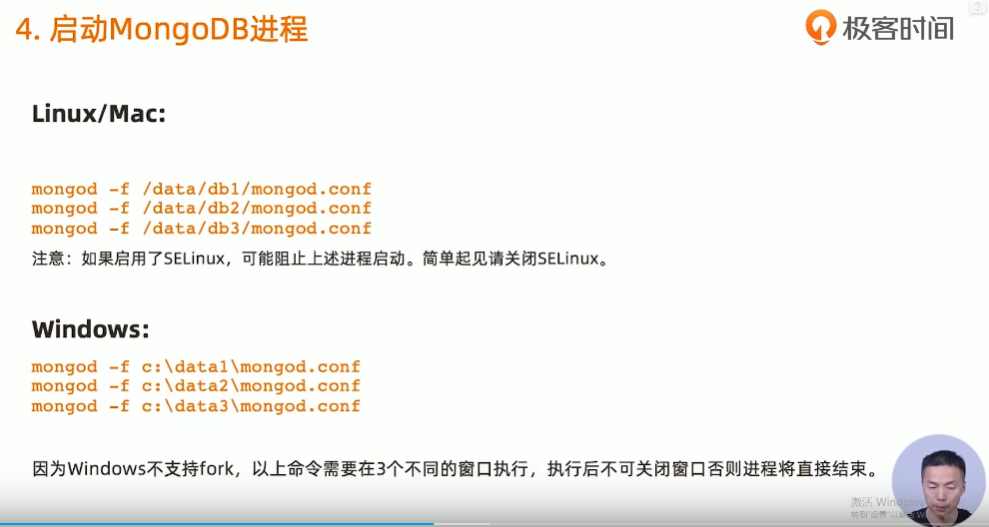 4. 启动MongoDB进程
极客时间
Linux/Mac:
mongod -f /data/db1/mongod.conf
mongod -f /data/db2/mongod.conf
mongod -f /data/db3/mongod.conf
注意：如果启用了SELinux，可能阻止上述进程启动。简单起见请关闭SELinux。
Windows:
mongod -f c:\data1\mongod.conf
mongod -f c:\data2\mongod.conf
mongod -f c:\data3\mongod.conf
因为Windows不支持fork，以上命令需要在3个不同的窗口执行，执行后不可关闭窗口否则进程将直接结束。
激活 Windows